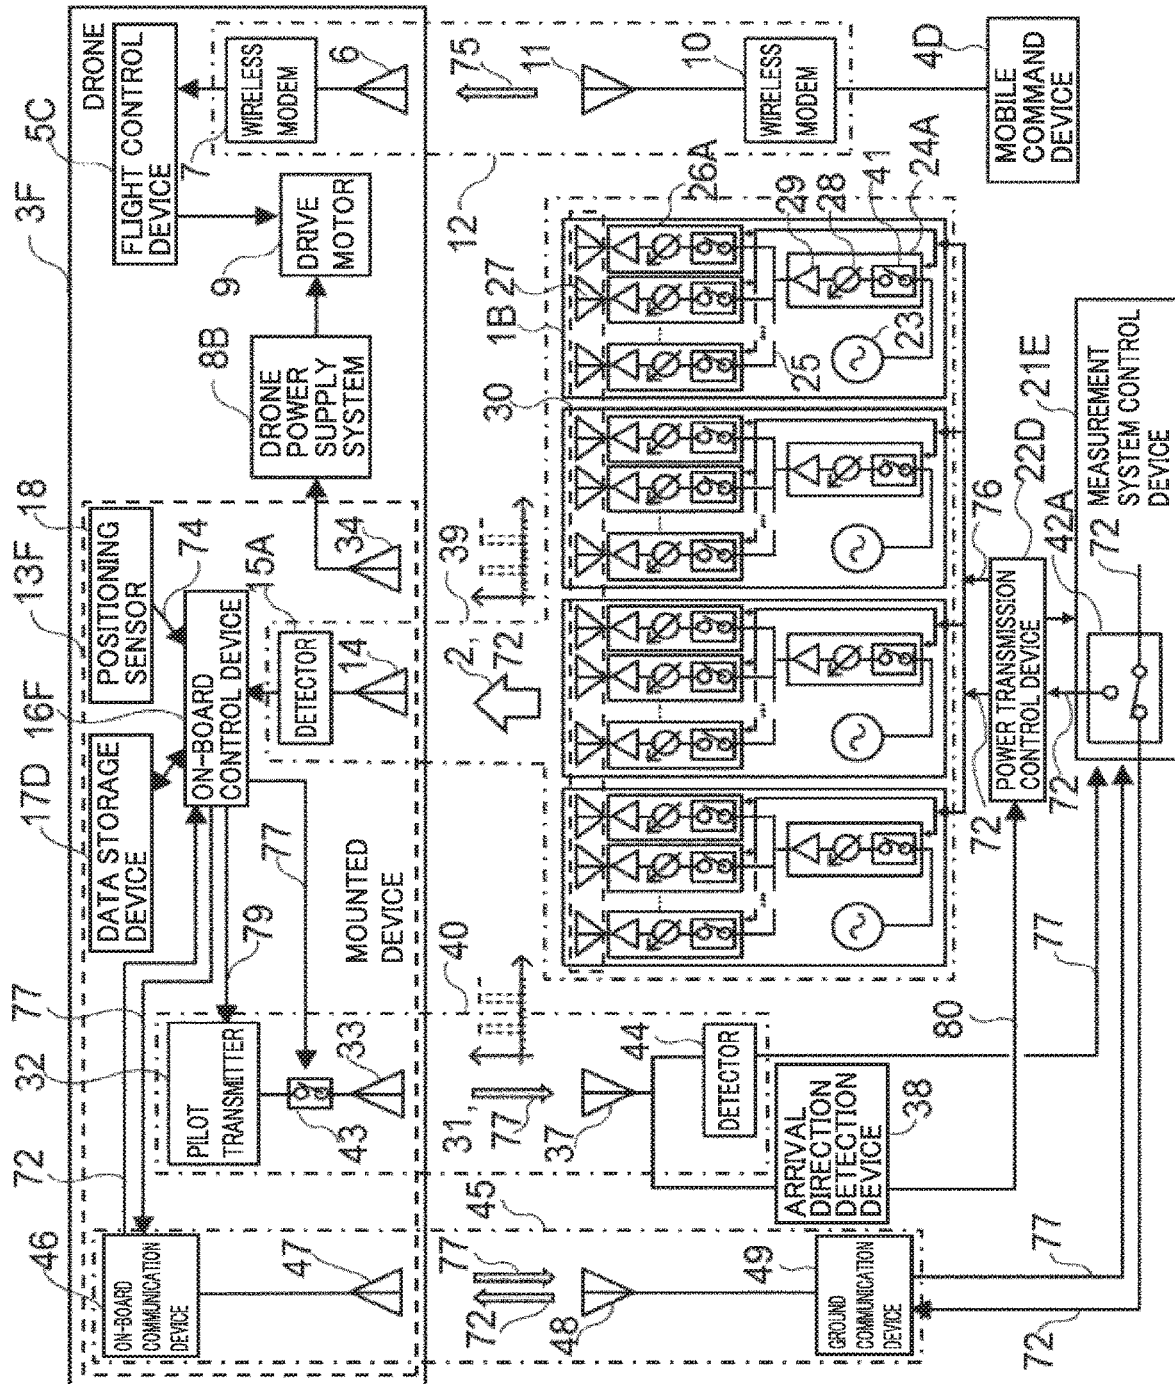 3F
5C
DRONE
FLIGHT CONTROL
DEVICE
7
WIRELESS
MODEM
6
75
11
10
WIRELESS
MODEM
4D
MOBILE
COMMAND
DEVICE
12
9
DRIVE
MOTOR
8B
DRONE
POWER
SUPPLY
SYSTEM
34
18
13F
POSITIONING
SENSOR
74
17D
DATA STORAGE
DEVICE
16F
ON-BOARD
CONTROL DEVICE
15A
DETECTOR
14
39
2,
72
30
1B
27
26A
29
28
41
24A
25
23
MEASUREMENT
SYSTEM CONTROL
DEVICE
21E
22D
42A
72
76
POWER TRANSMISSION
CONTROL DEVICE
72
72
72
77
MOUNTED
DEVICE
79
77
32
PILOT
TRANSMITTER
43
33
40
31,
77
37
44
DETECTOR
77
80
ARRIVAL
DIRECTION
DETECTION
DEVICE
38
72
46
ON-BOARD
COMMUNICATION
DEVICE
47
45
77
72
48
49
GROUND
COMMUNICATION
DEVICE
77
72